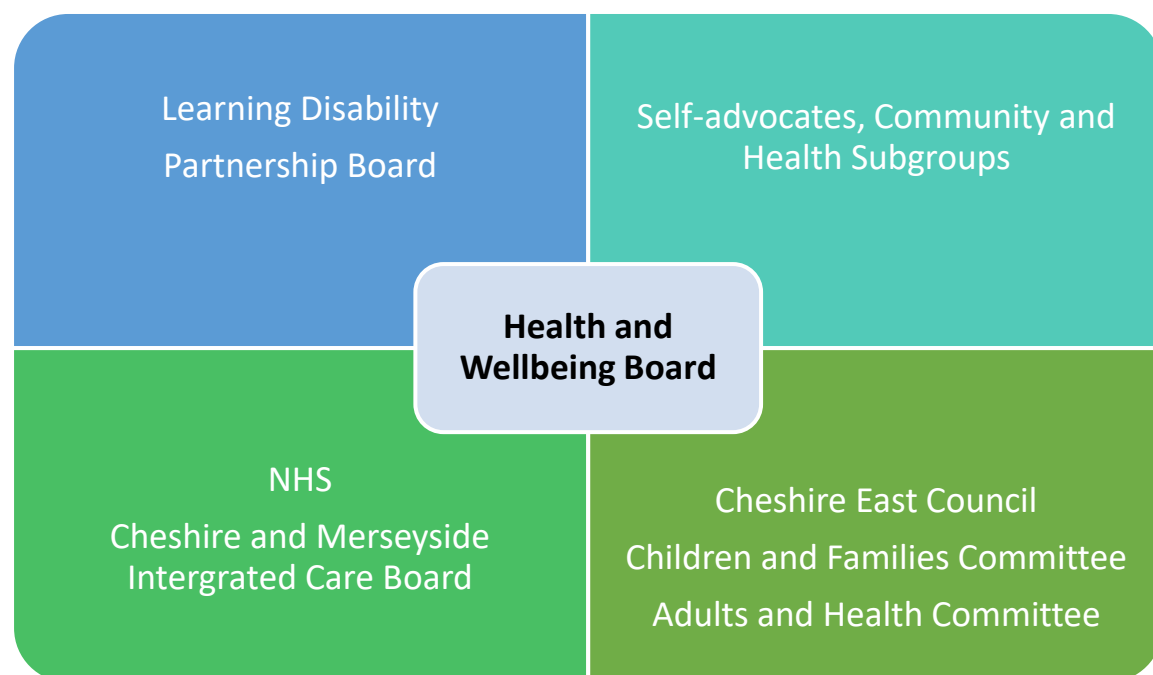 Learning Disability
Partnership Board
Self-advocates, Community and
Health Subgroups
Health and
Wellbeing Board
NHS
Cheshire and Merseyside
Intergrated Care Board
Cheshire East Council
Children and Families Committee
Adults and Health Committee